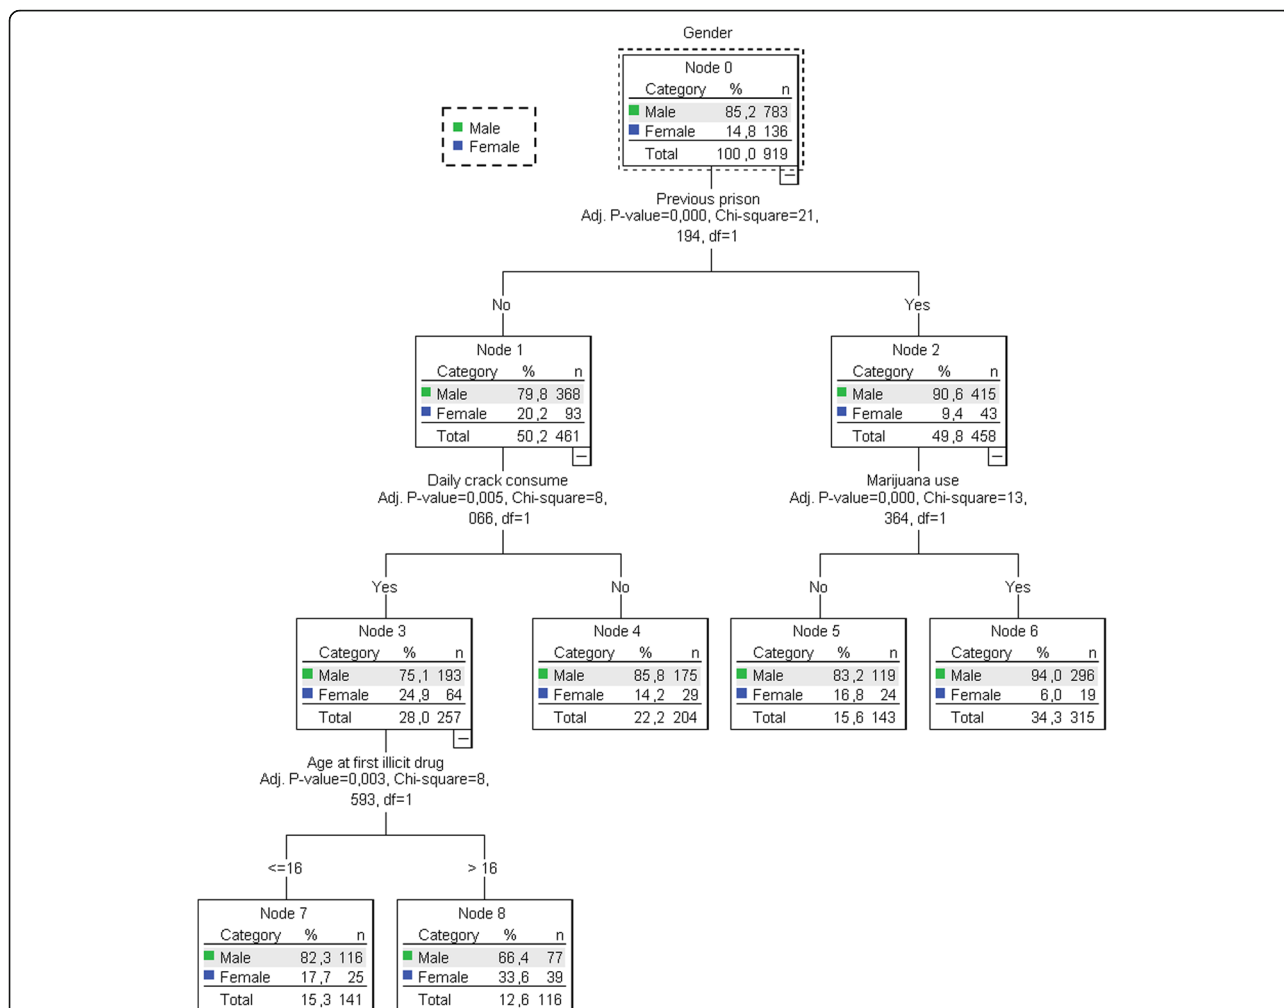 Gender
Node 0
Category % n
Male 85,2 783
Female 14,8 136
Total 100,0 919
Male
Female
Previous prison
Adj. P-value=0,000, Chi-square=21,
194, df=1
No
Yes
Node 1
Category % n
Male 79,8 368
Female 20,2 93
Total 50,2 461
Node 2
Category % n
Male 90,6 415
Female 9,4 43
Total 49,8 458
Daily crack consume
Adj. P-value=0,005, Chi-square=8,
066, df=1
Marijuana use
Adj. P-value=0,000, Chi-square=13,
364, df=1
Yes
No
No
Yes
Node 3
Category % n
Male 75,1 193
Female 24,9 64
Total 28,0 257
Node 4
Category % n
Male 85,8 175
Female 14,2 29
Total 22,2 204
Node 5
Category % n
Male 83,2 119
Female 16,8 24
Total 15,6 143
Node 6
Category % n
Male 94,0 296
Female 6,0 19
Total 34,3 315
Age at first illicit drug
Adj. P-value=0,003, Chi-square=8,
593, df=1
<=16
> 16
Node 7
Category % n
Male 82,3 116
Female 17,7 25
Total 15,3 141
Node 8
Category % n
Male 66,4 77
Female 33,6 39
Total 12,6 116